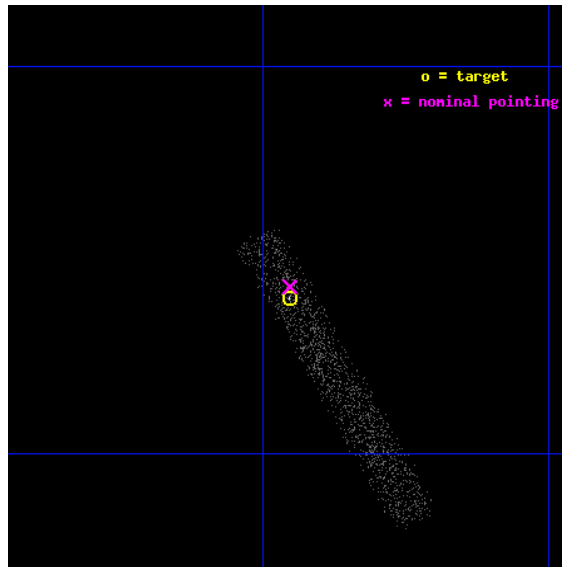 o = target
x = nominal pointing